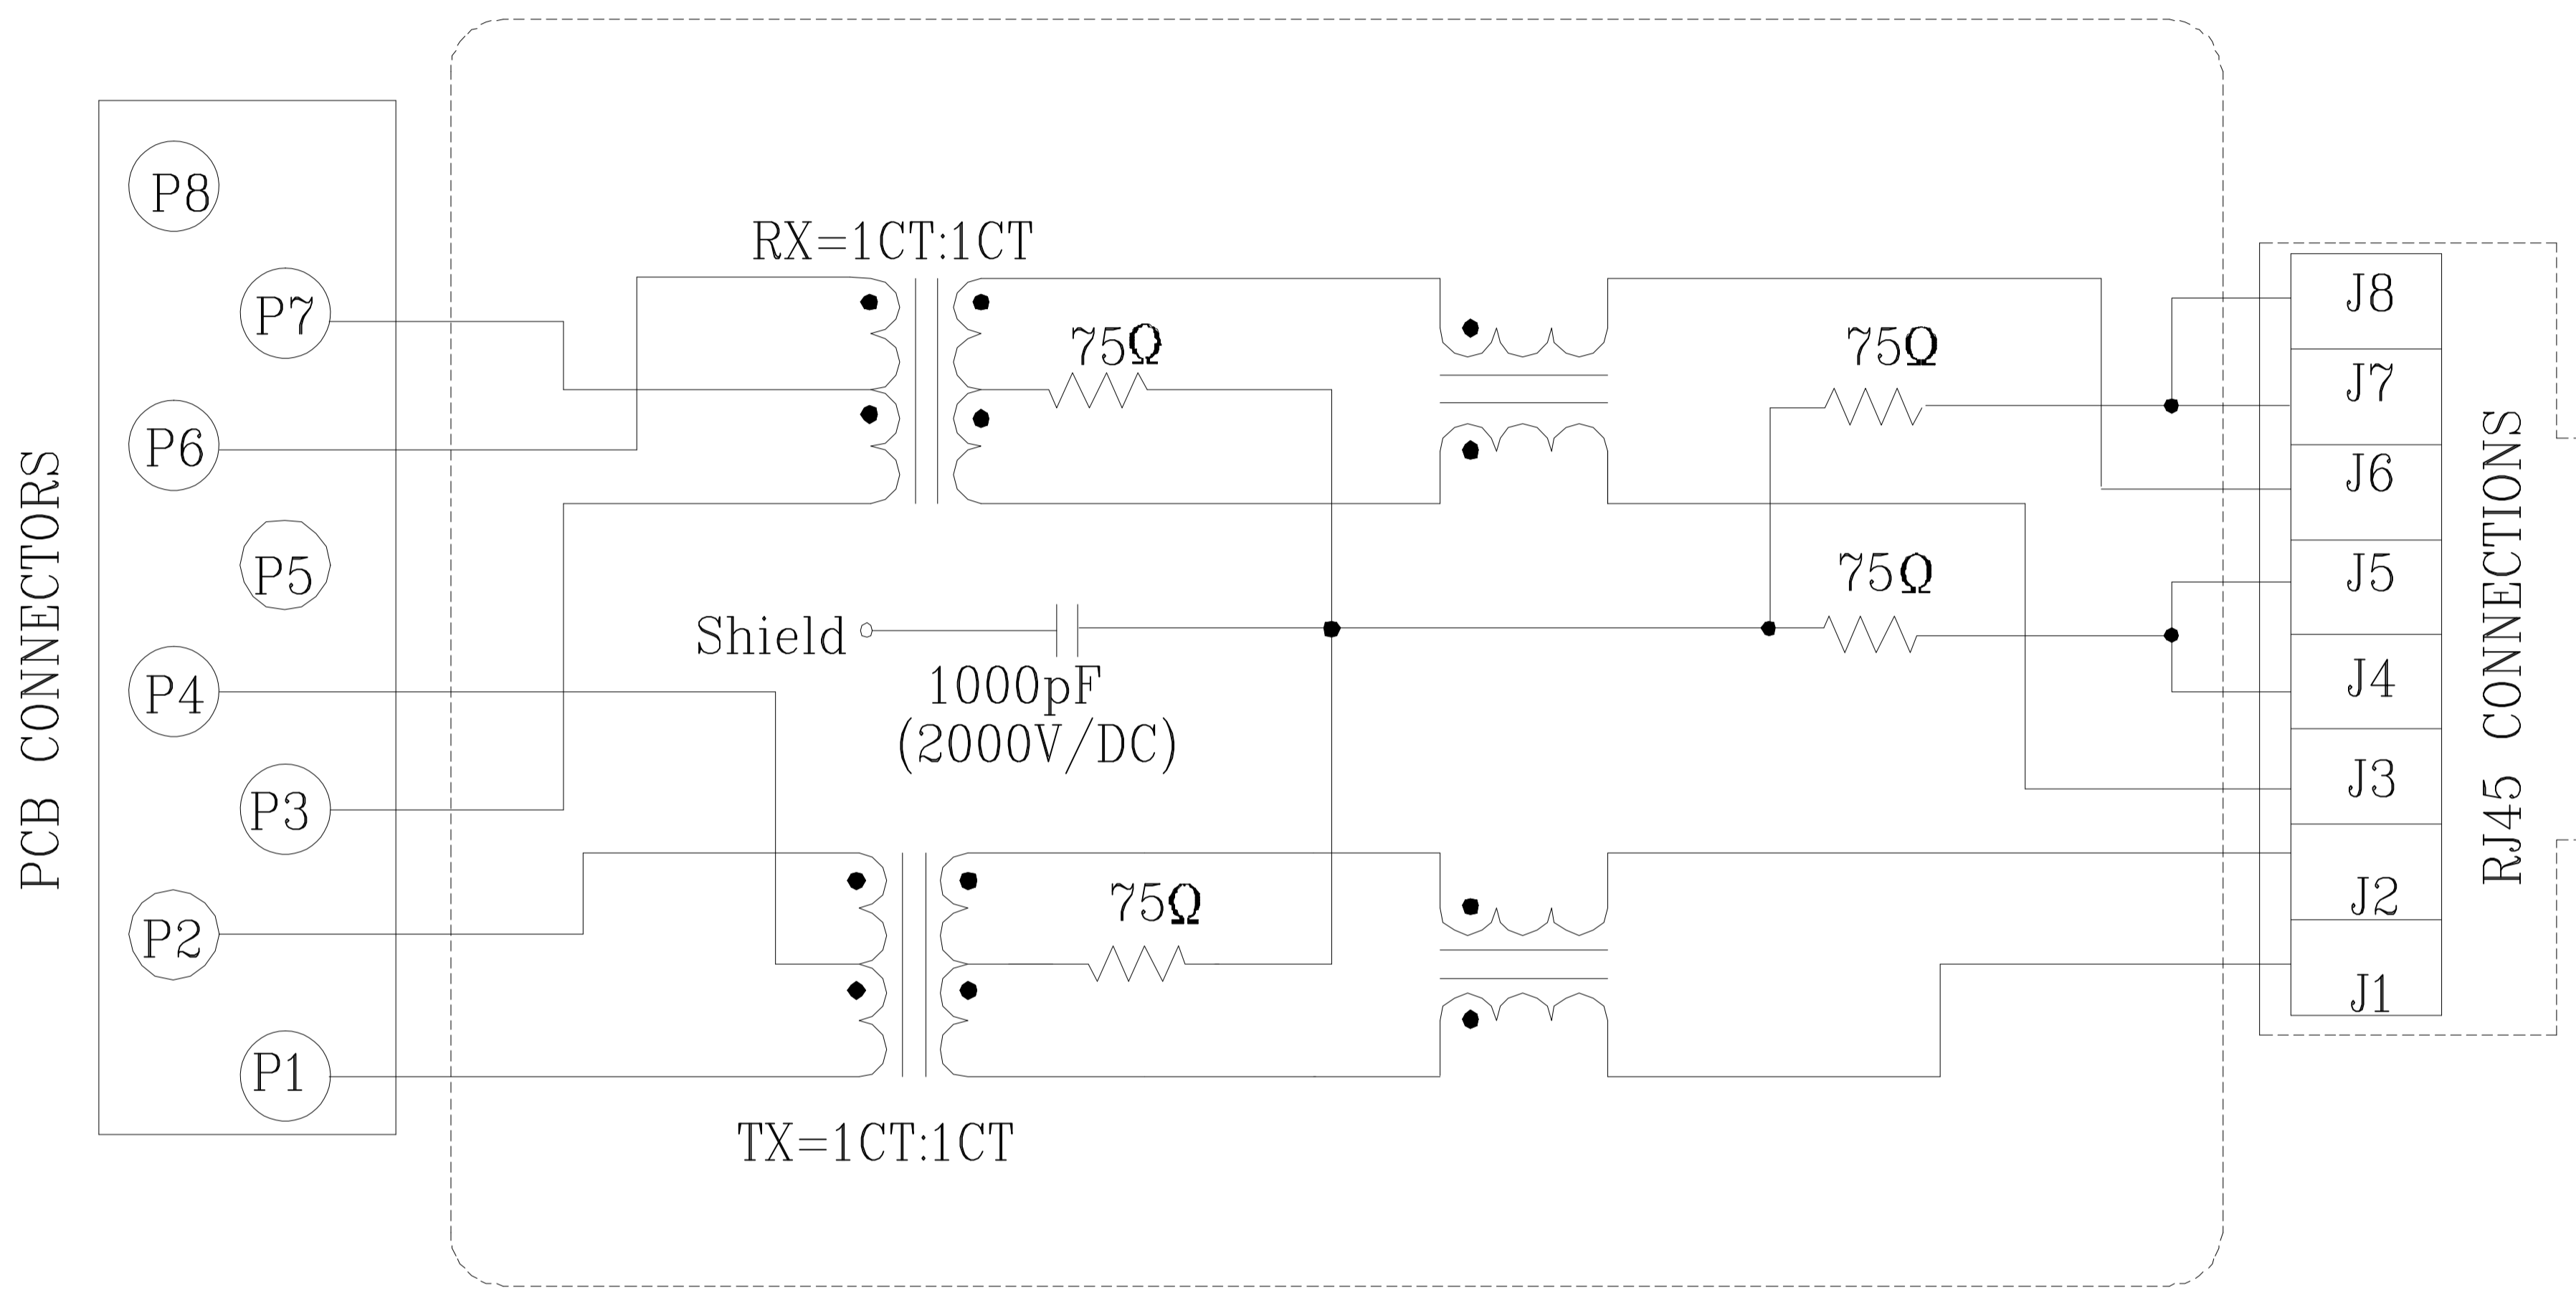 PCB CONNECTORS
P8
P7
P6
P5
P4
P3
P2
P1
RX=1CT:1CT
75Ω
75Ω
75Ω
Shield
1000pF
(2000V/DC)
75Ω
TX=1CT:1CT
J8
J7
J6
J5
J4
J3
J2
J1
RJ45 CONNECTIONS